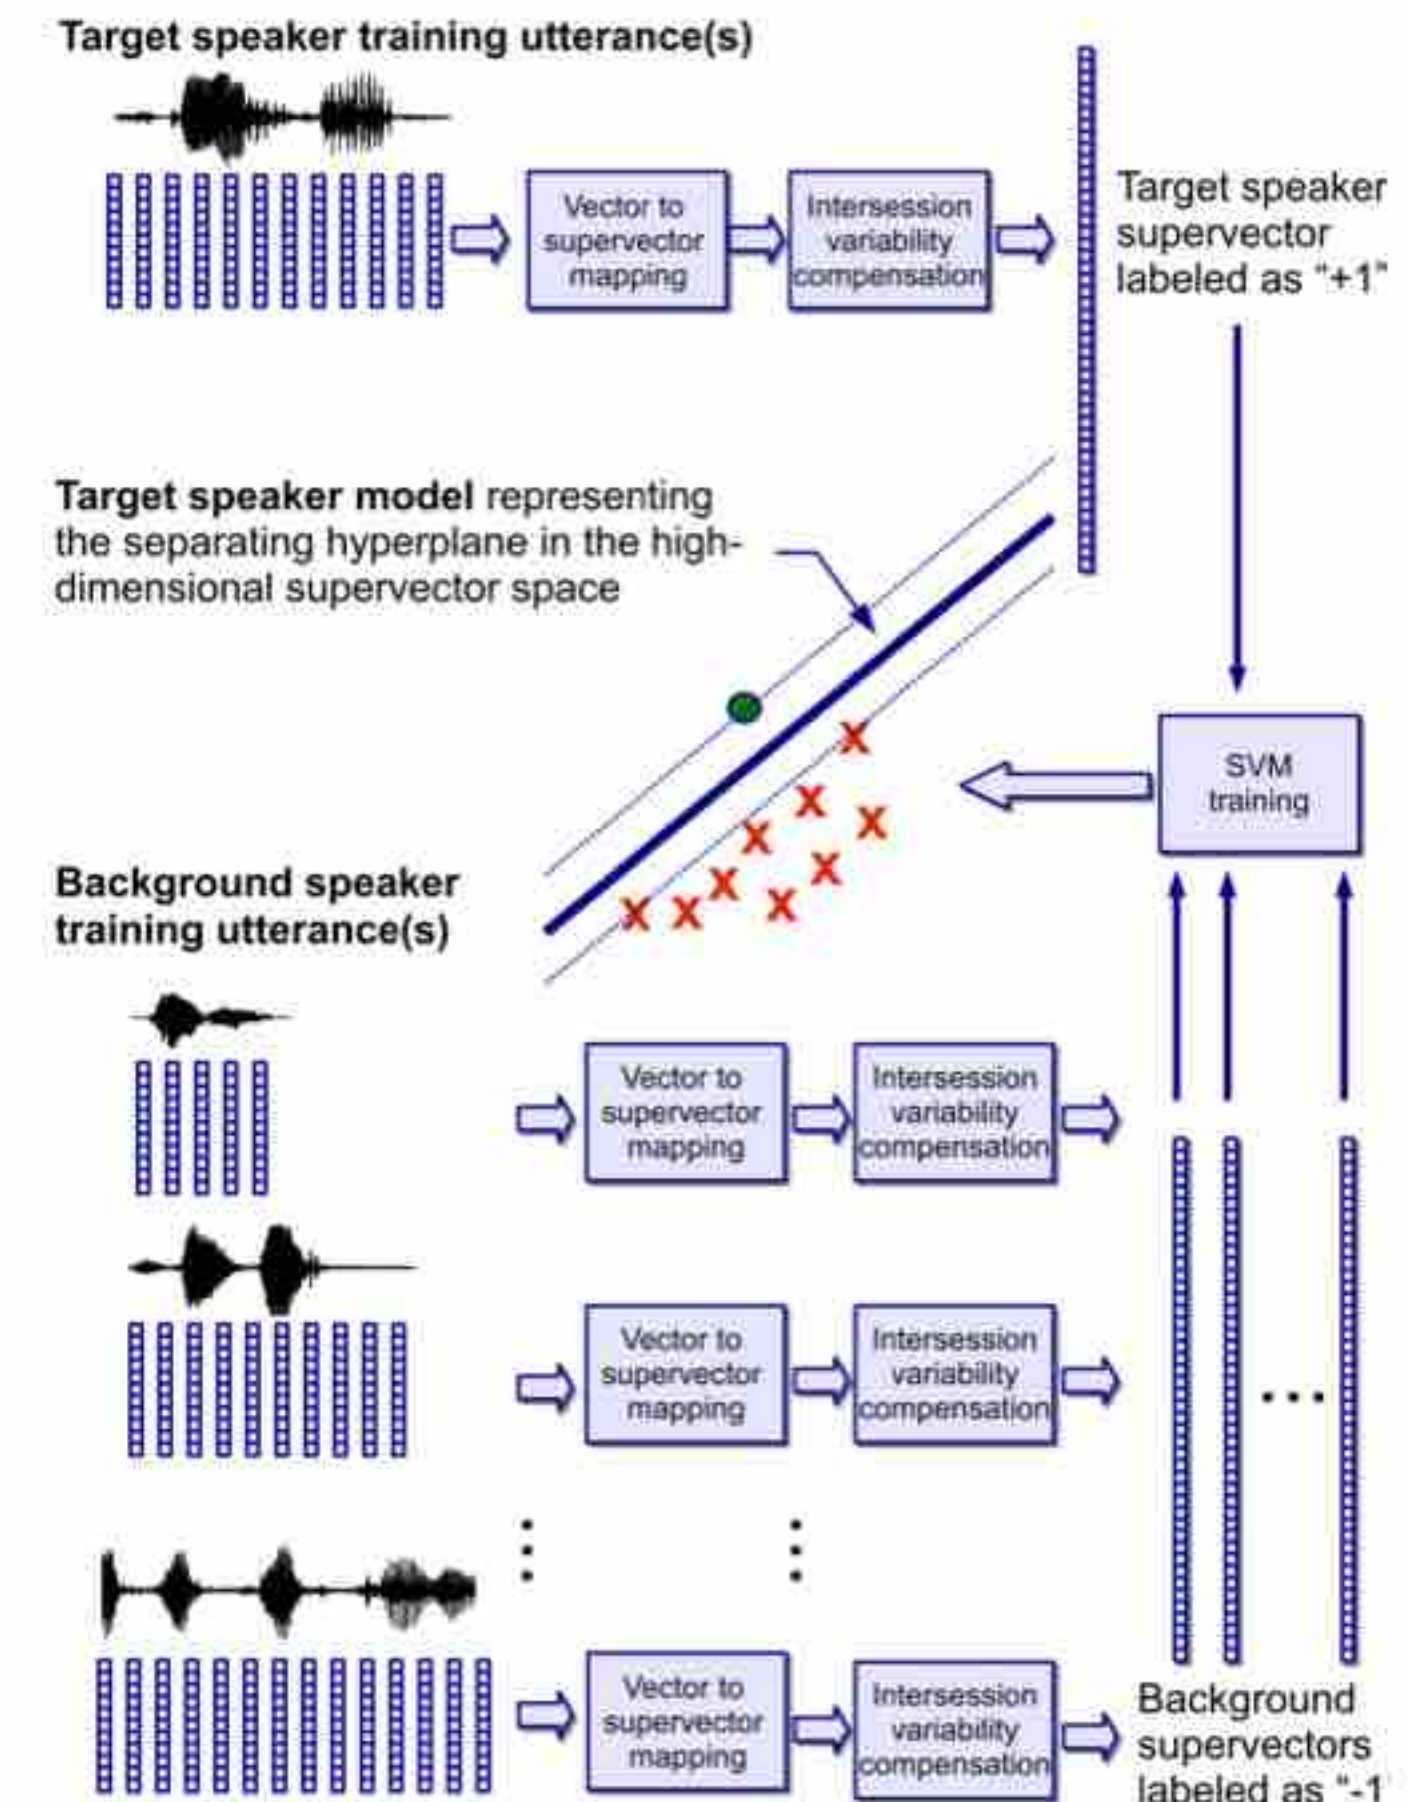 Target speaker training utterance(s)
Vector to
supervector
mapping
Intersession
variability
compensation
Target speaker
supervector
labeled as “+1”
Target speaker model representing
the separating hyperplane in the high-
dimensional supervector space
SVM
training
Background speaker
training utterance(s)
Vector to
supervector
mapping
Intersession
variability
compensation
Vector to
supervector
mapping
Intersession
variability
compensation
Vector to
supervector
mapping
Intersession
variability
compensation
Background
supervectors
labeled as “-1